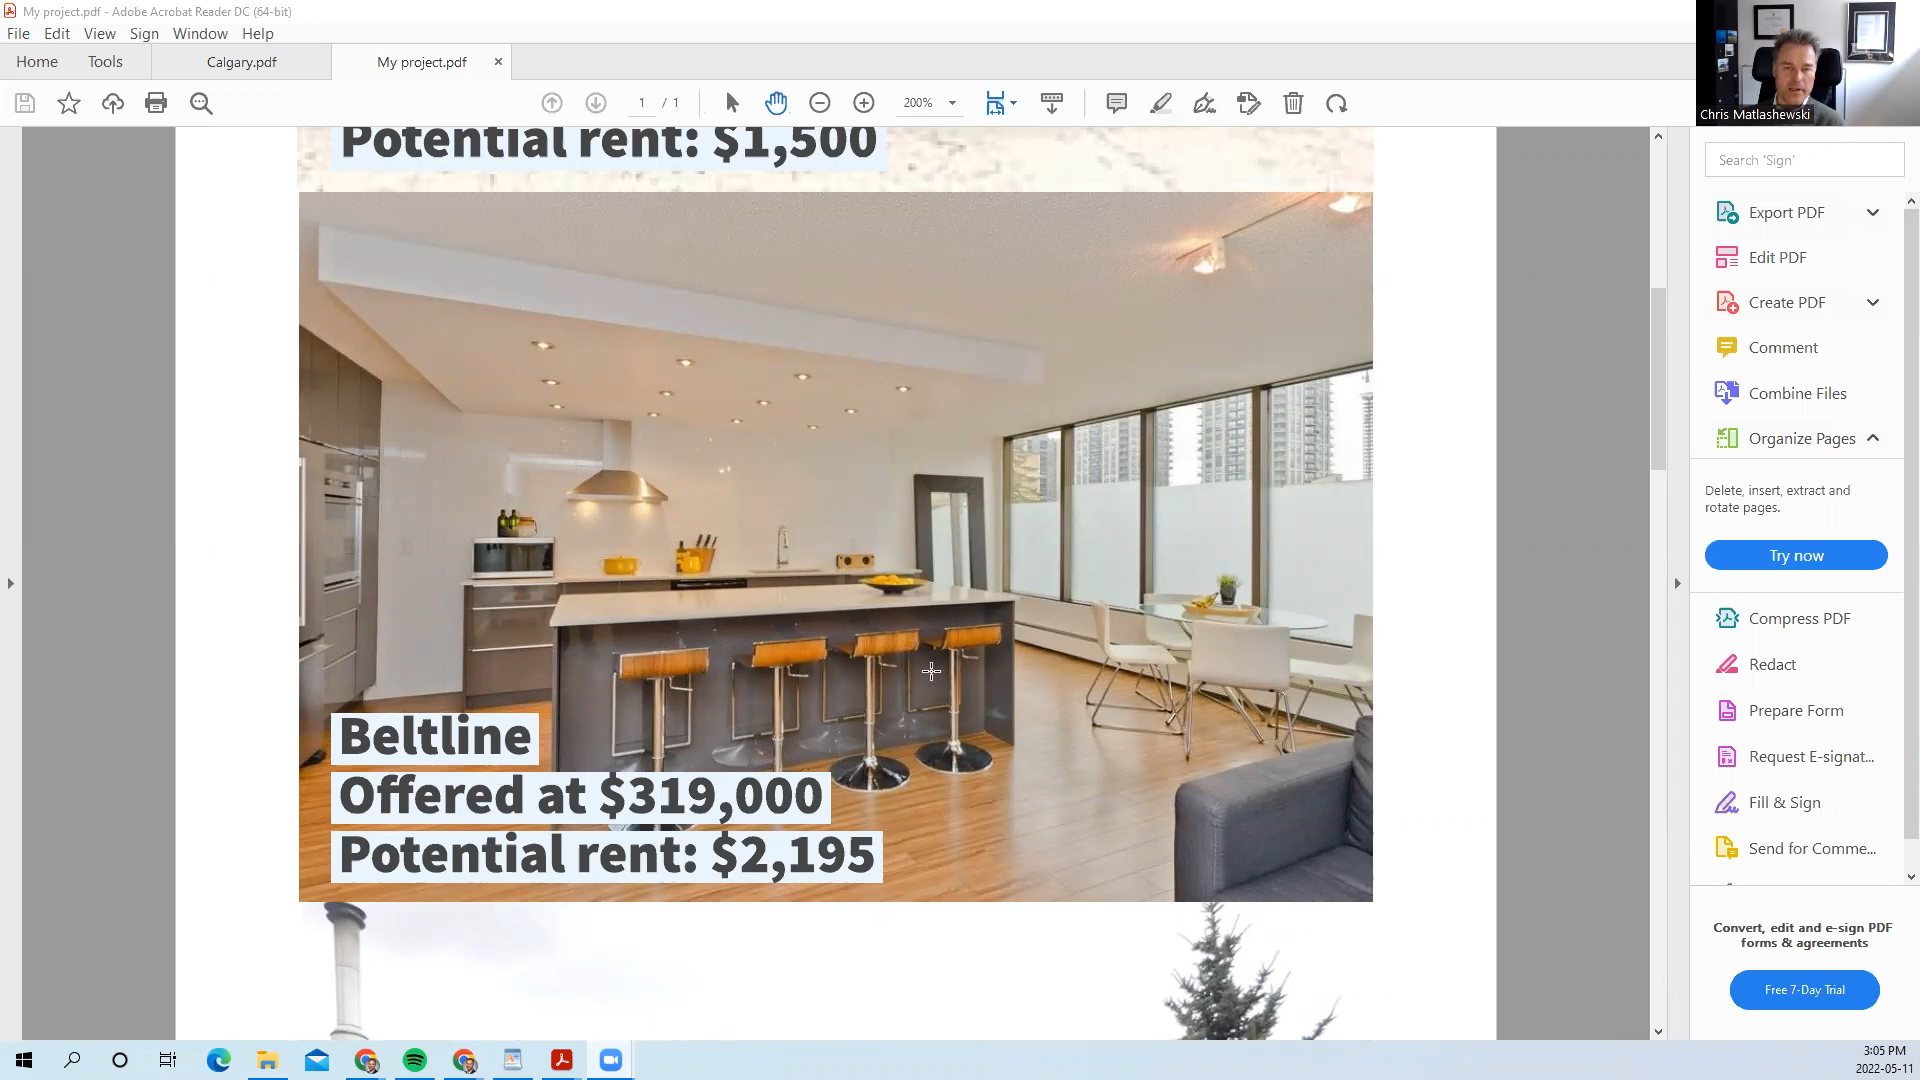 My project.pdf - Adobe Acrobat Reader DC (64-bit)
File Edit View Sign Window Help
Home Tools Calgary.pdf My project.pdf ×
1 / 1 200%
Chris Matlashewski
Potential rent: $1,500
Beltline
Offered at $319,000
Potential rent: $2,195
Search 'Sign'
Export PDF
Edit PDF
Create PDF
Comment
Combine Files
Organize Pages
Delete, insert, extract and
rotate pages.
Try now
Compress PDF
Redact
Prepare Form
Request E-signat...
Fill & Sign
Send for Comme...
Convert, edit and e-sign PDF
forms & agreements
Free 7-Day Trial
3:05 PM
2022-05-11